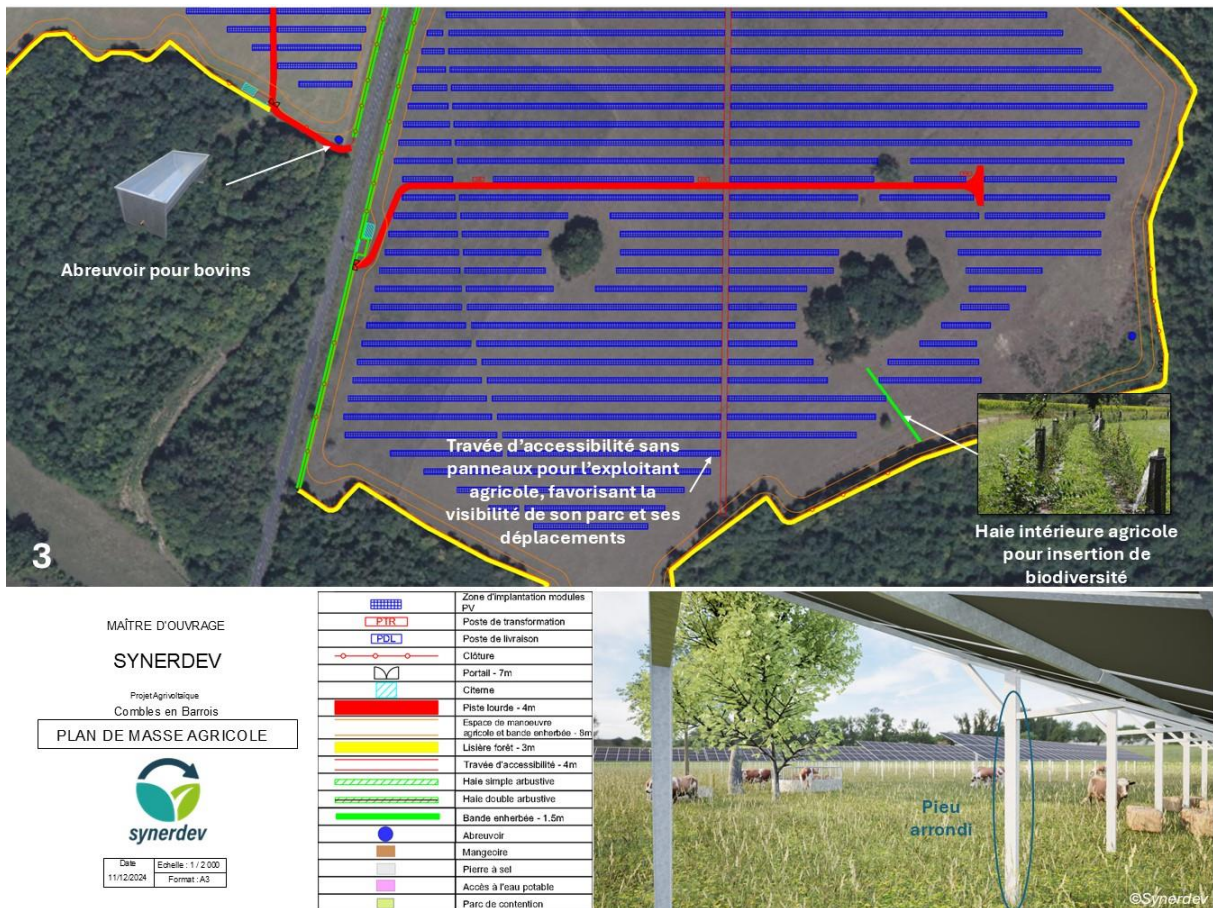 Abreuvoir pour bovins
Travée d'accessibilité sans
panneaux pour l'exploitant
agricole, favorisant la
visibilité de son parc et ses
déplacements
Haie intérieure agricole
pour insertion de
biodiversité
3
MAÎTRE D'OUVRAGE
SYNERDEV
Projet Agrivoltaïque
Combles en Barrois
PLAN DE MASSE AGRICOLE
synerdev
Date
11/12/2024
Echelle : 1 / 2 000
Format : A3
Zone d'implantation modules
PV
PTR
Poste de transformation
PDL
Poste de livraison
Clôture
Portail - 7m
Citerne
Piste lourde - 4m
Espace de manoeuvre
agricole et bande enherbée - 8m
Lisière forêt - 3m
Travée d'accessibilité - 4m
Haie simple arbustive
Haie double arbustive
Bande enherbée - 1.5m
Abreuvoir
Mangeoire
Pierre à sel
Accès à l'eau potable
Parc de contention
Pieu
arrondi
©Synerdev